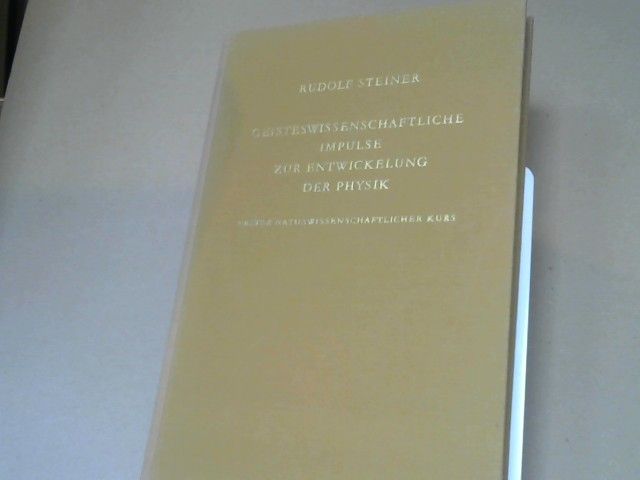 RUDOLF STEINER
GEISTESWISSENSCHAFTLICHE
IMPULSE
ZUR ENTWICKELUNG
DER PHYSIK
ERSTER NATURWISSENSCHAFTLICHER KURS